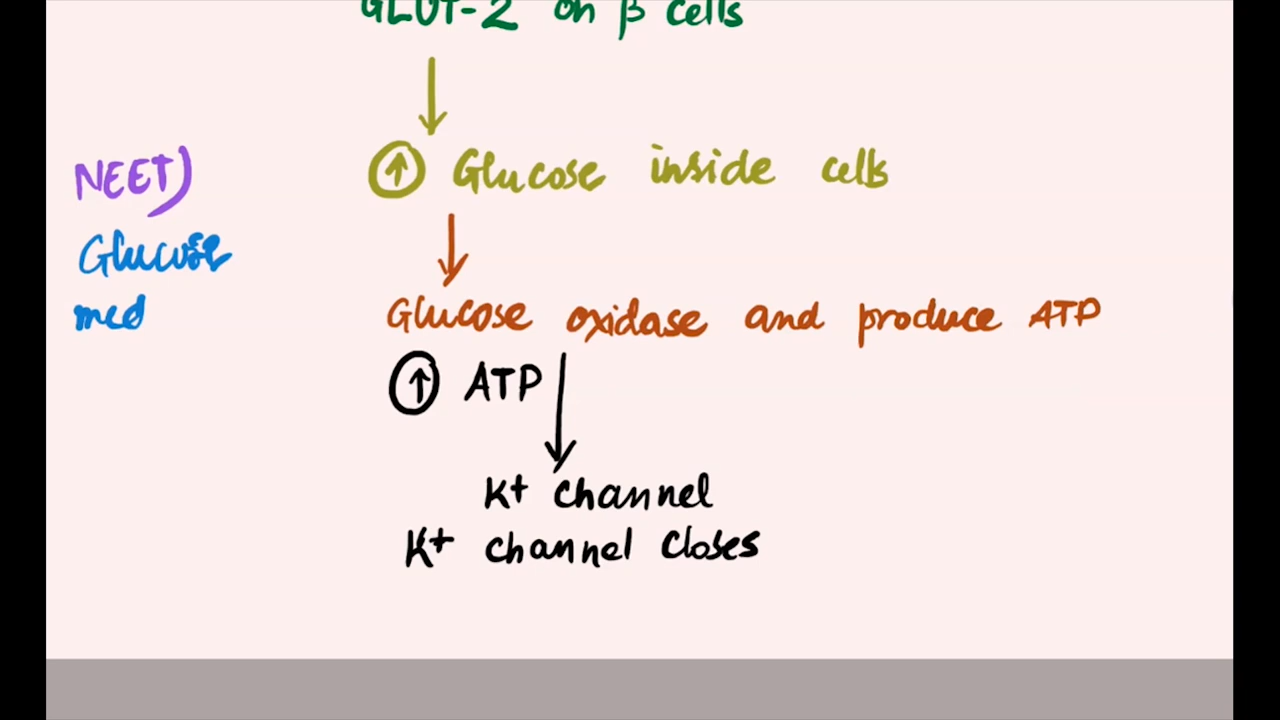 GLUT-2 on β cells
NEET)
↑ Glucose inside cells
Glucose
med
Glucose oxidase and produce ATP
↑ ATP
K+ channel
K+ channel closes